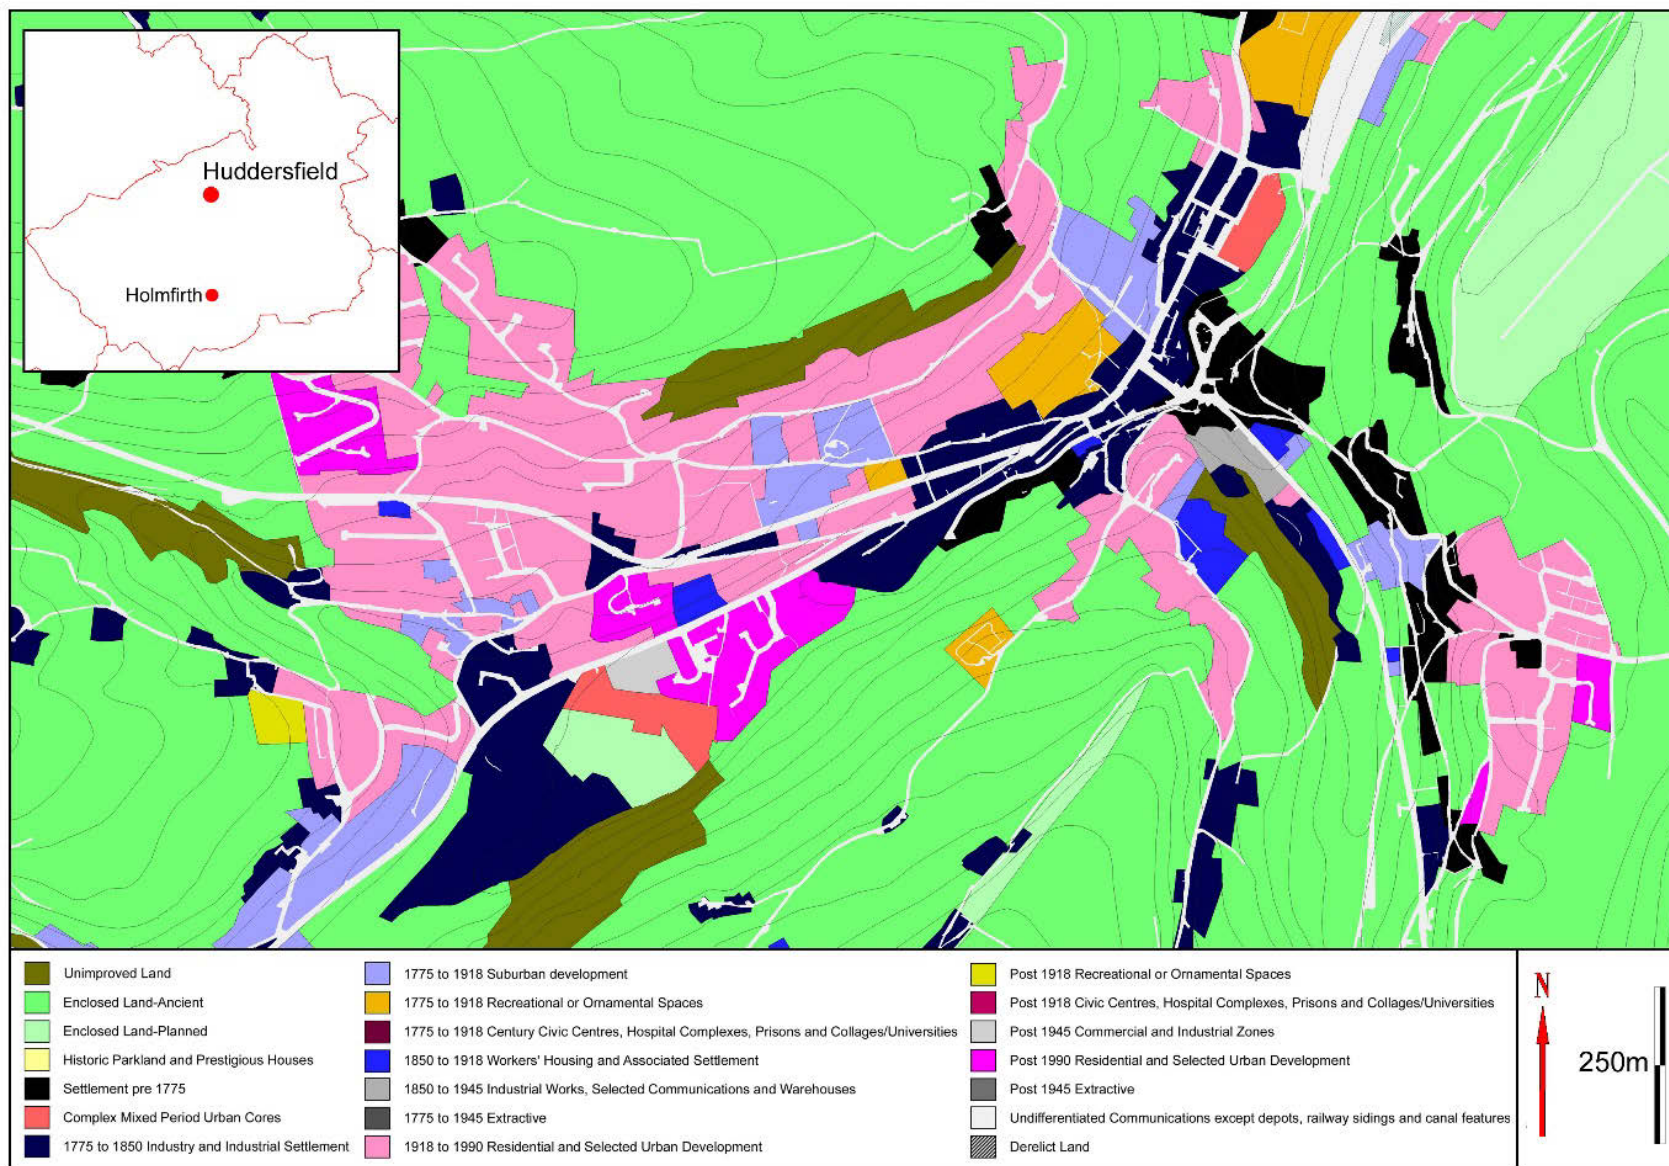 Huddersfield
Holmfirth
Unimproved Land
Enclosed Land-Ancient
Enclosed Land-Planned
Historic Parkland and Prestigious Houses
Settlement pre 1775
Complex Mixed Period Urban Cores
1775 to 1850 Industry and Industrial Settlement
1775 to 1918 Suburban development
1775 to 1918 Recreational or Ornamental Spaces
1775 to 1918 Century Civic Centres, Hospital Complexes, Prisons and Collages/Universities
1850 to 1918 Workers' Housing and Associated Settlement
1850 to 1945 Industrial Works, Selected Communications and Warehouses
1775 to 1945 Extractive
1918 to 1990 Residential and Selected Urban Development
Post 1918 Recreational or Ornamental Spaces
Post 1918 Civic Centres, Hospital Complexes, Prisons and Collages/Universities
Post 1945 Commercial and Industrial Zones
Post 1990 Residential and Selected Urban Development
Post 1945 Extractive
Undifferentiated Communications except depots, railway sidings and canal features
Derelict Land
N
250m